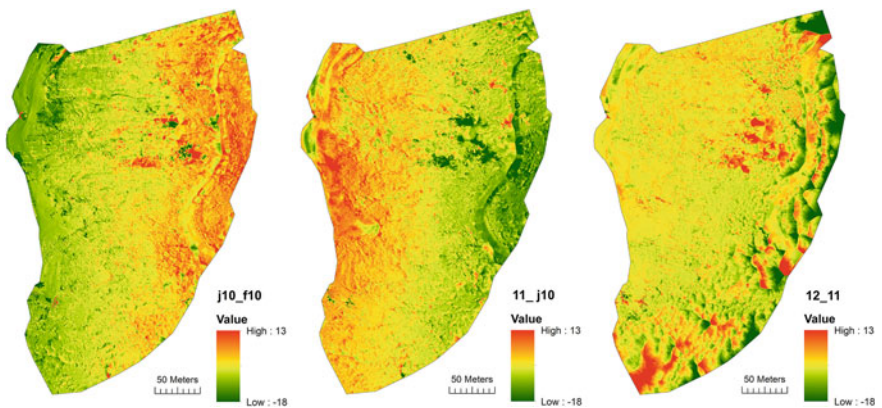 j10_f10
Value
High : 13
Low : -18
50 Meters
11_ j10
Value
High : 13
Low : -18
50 Meters
12_11
Value
High : 13
Low : -18
50 Meters